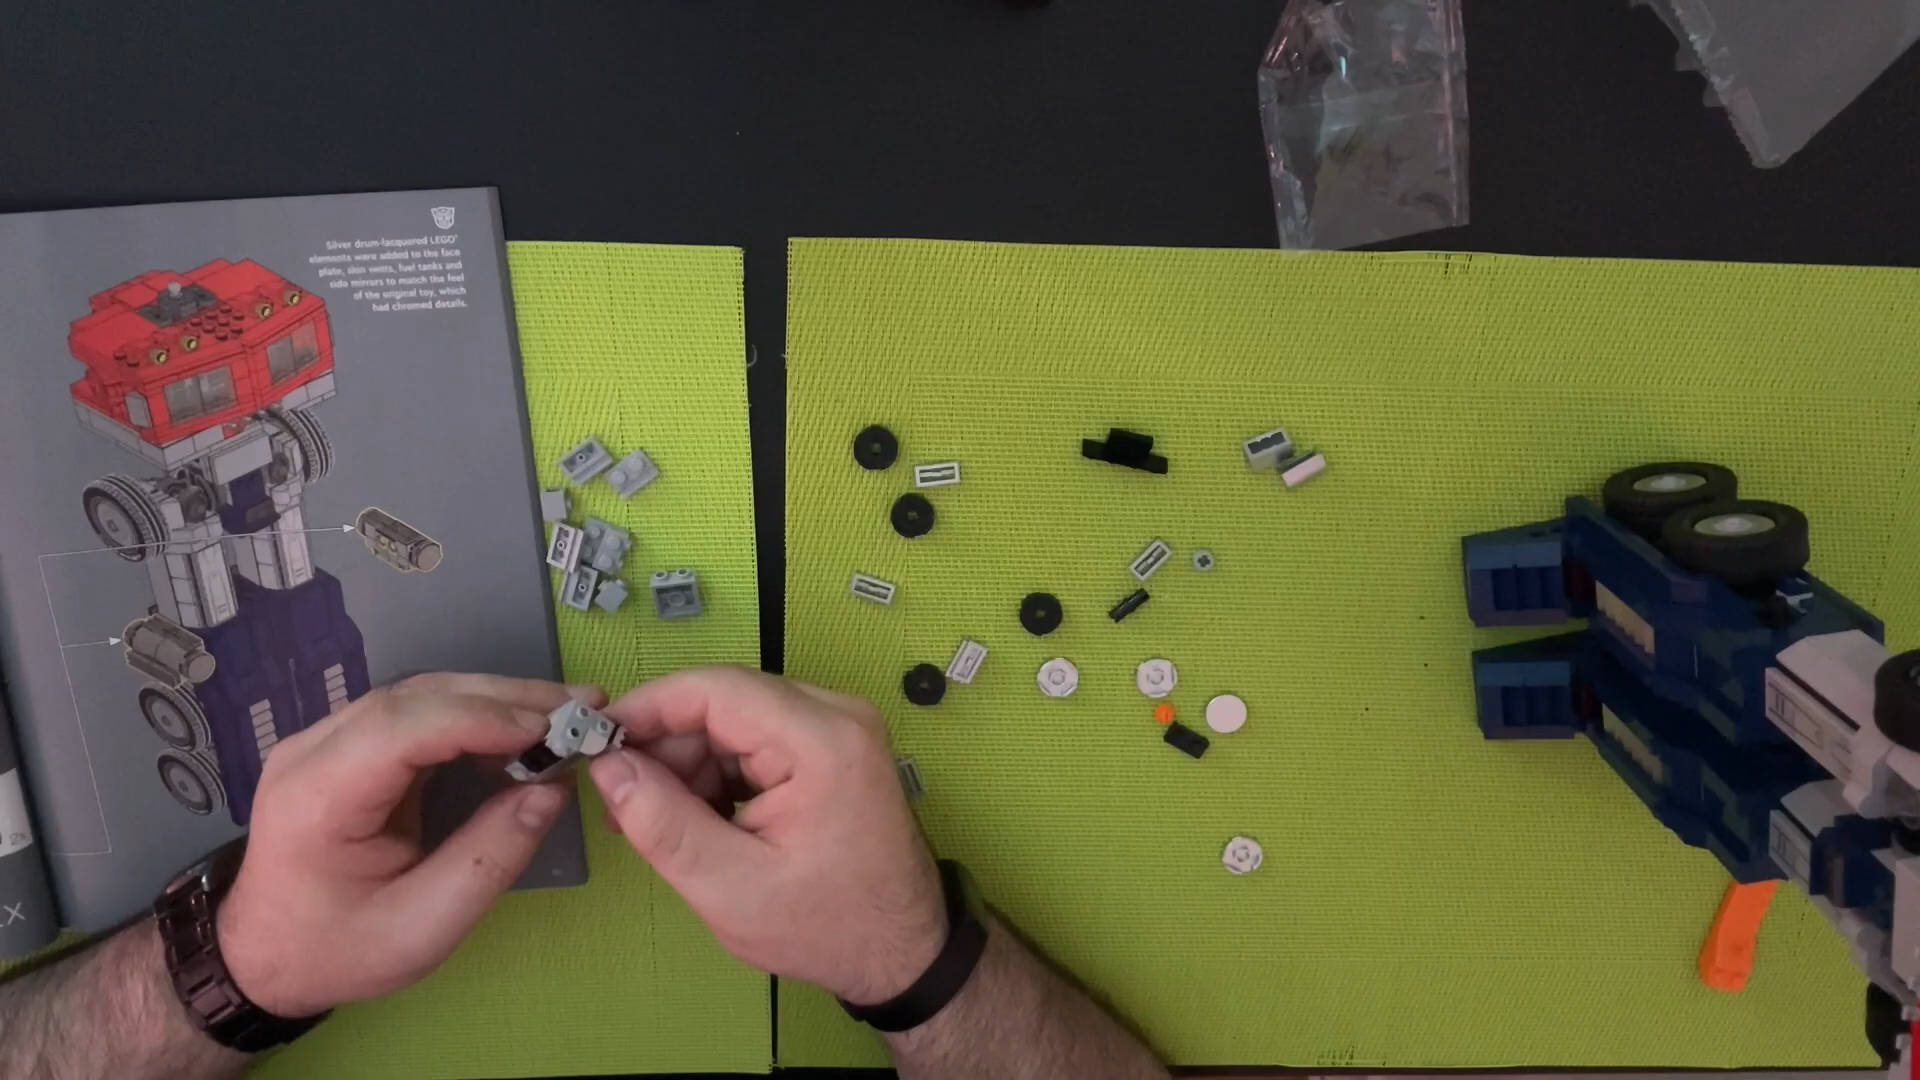 Silver drum-lacquered LEGO®
elements were added to the face
plate, skin vents, fuel tanks and
side mirrors to match the feel
of the original toy, which
had chromed details.
2x
X